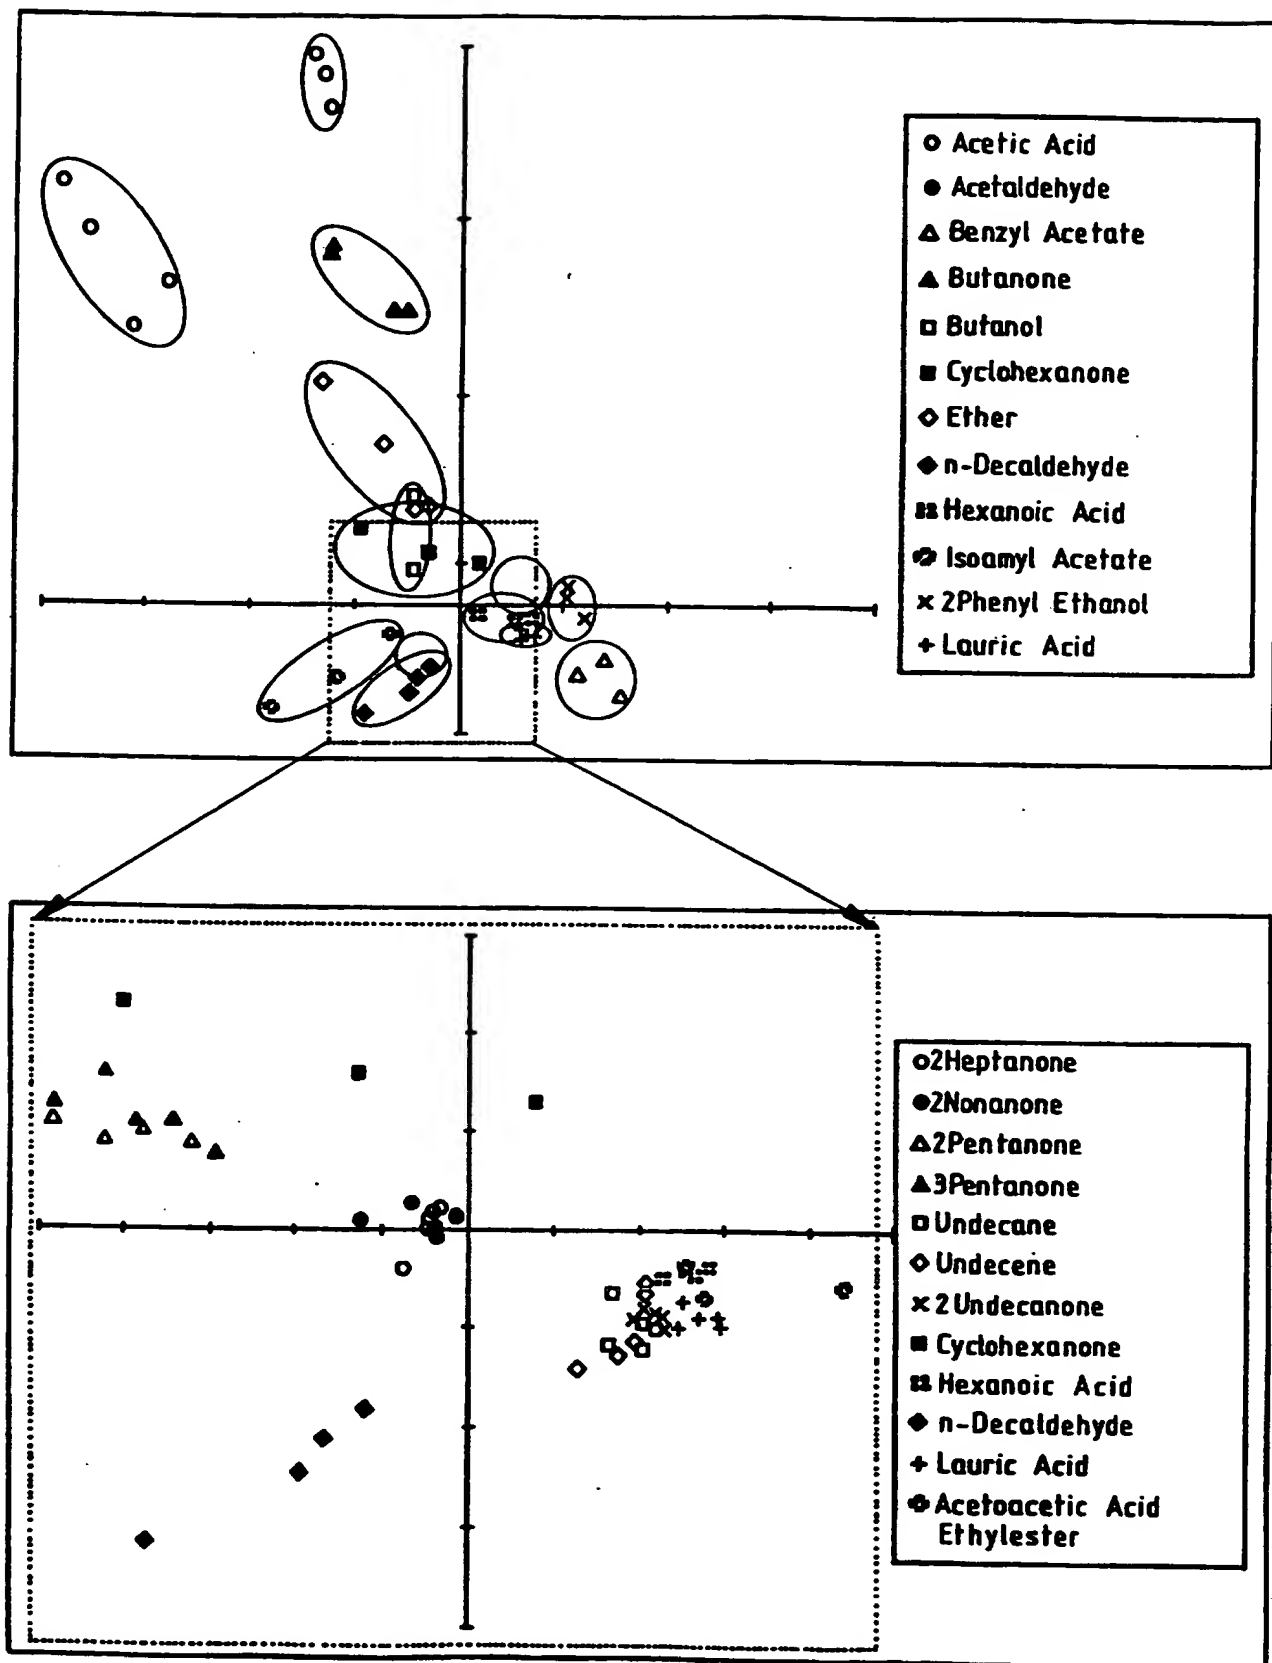 Acetic Acid
Acetaldehyde
Benzyl Acetate
Butanone
Butanol
Cyclohexanone
Ether
n-Decaldehyde
Hexanoic Acid
Isoamyl Acetate
2Phenyl Ethanol
Lauric Acid
2Heptanone
2Nonanone
2Pentanone
3Pentanone
Undecane
Undecene
2Undecanone
Cyclohexanone
Hexanoic Acid
n-Decaldehyde
Lauric Acid
Acetoacetic Acid
Ethylester